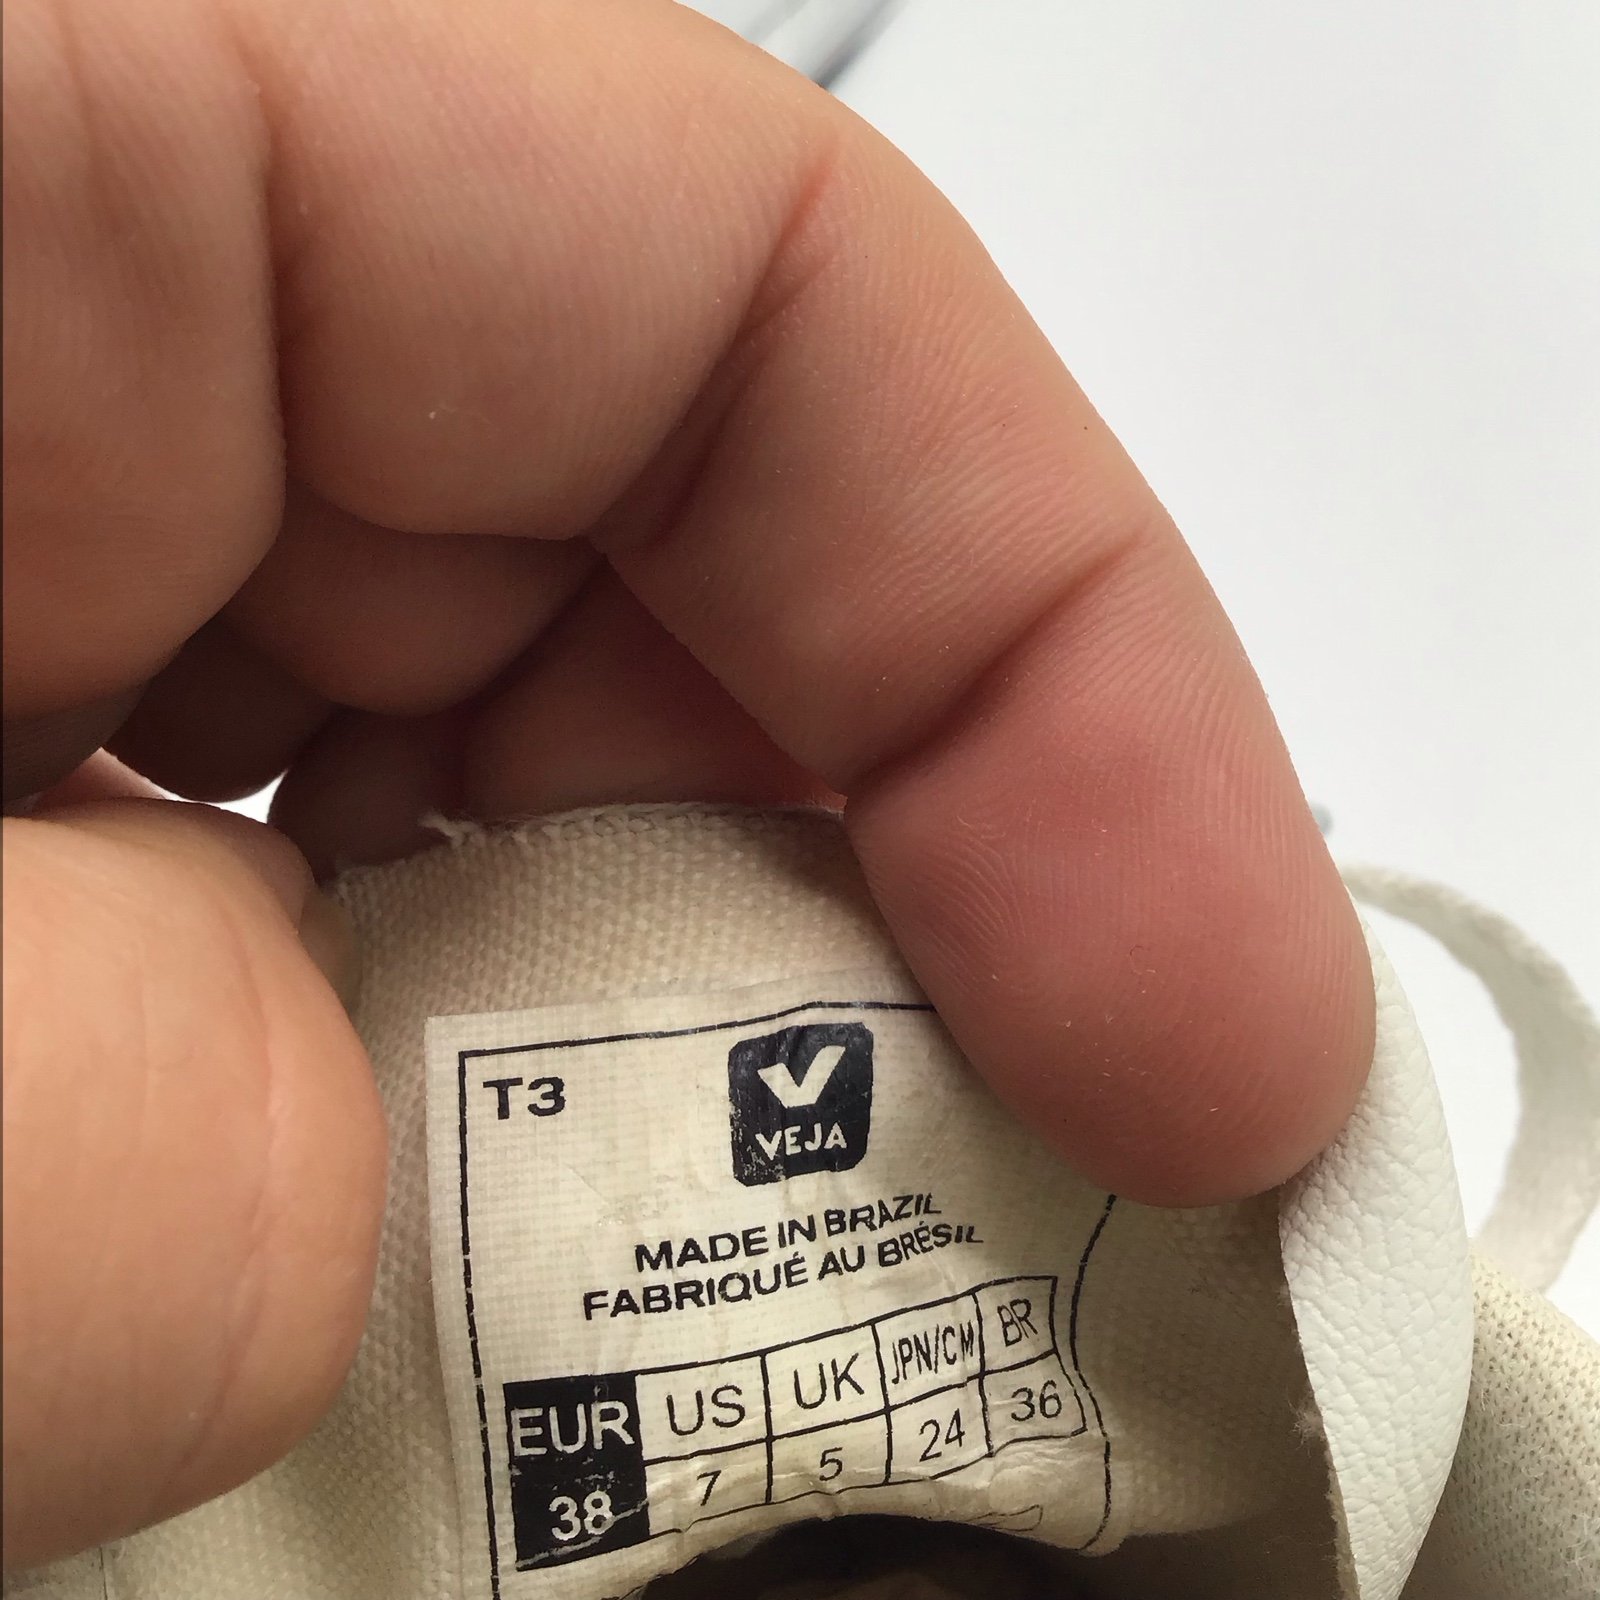 T3
VEJA
MADE IN BRAZIL
FABRIQUÉ AU BRÉSIL
EUR US UK JPN/CM BR
38 7 5 24 36